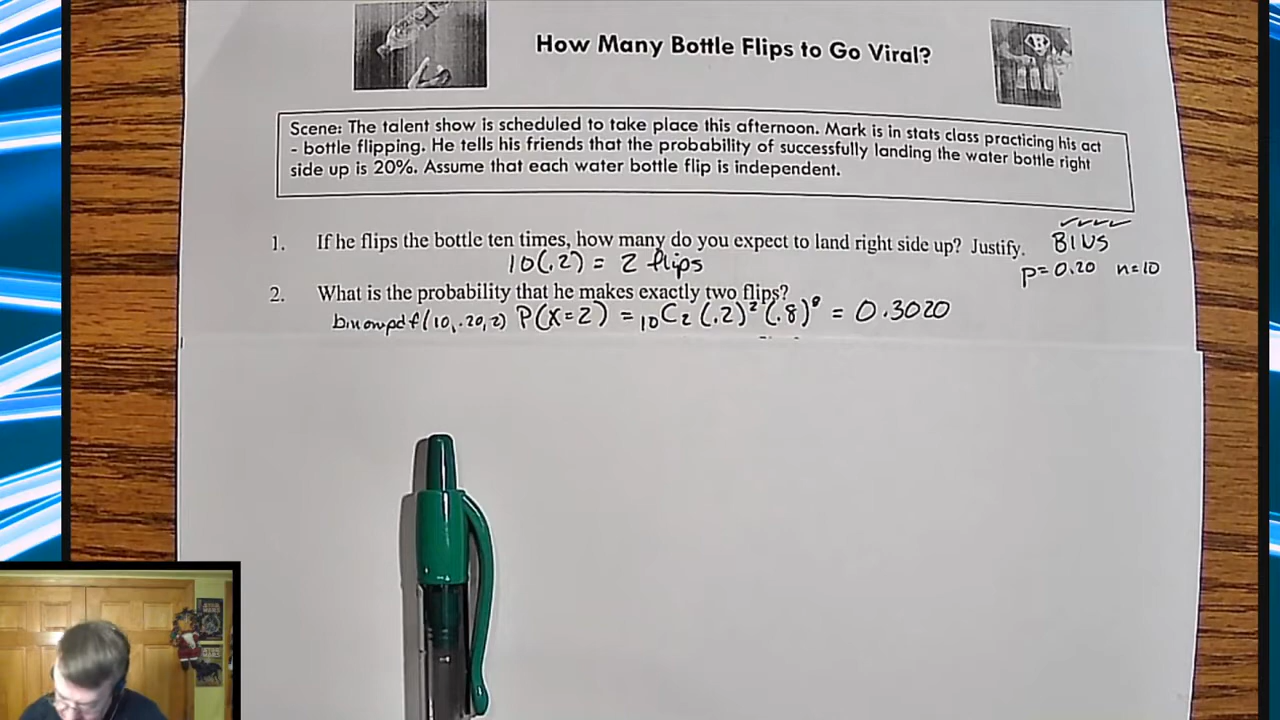 How Many Bottle Flips to Go Viral?
Scene: The talent show is scheduled to take place this afternoon. Mark is in stats class practicing his act
- bottle flipping. He tells his friends that the probability of successfully landing the water bottle right
side up is 20%. Assume that each water bottle flip is independent.
1. If he flips the bottle ten times, how many do you expect to land right side up? Justify.
BINS
10(.2) = 2 flips
p=0.20 n=10
2. What is the probability that he makes exactly two flips?
binompdf(10,.20,2) P(X=2) = ₁₀C₂ (.2)² (.8)⁸ = 0.3020
STAR
WARS
STAR
WARS